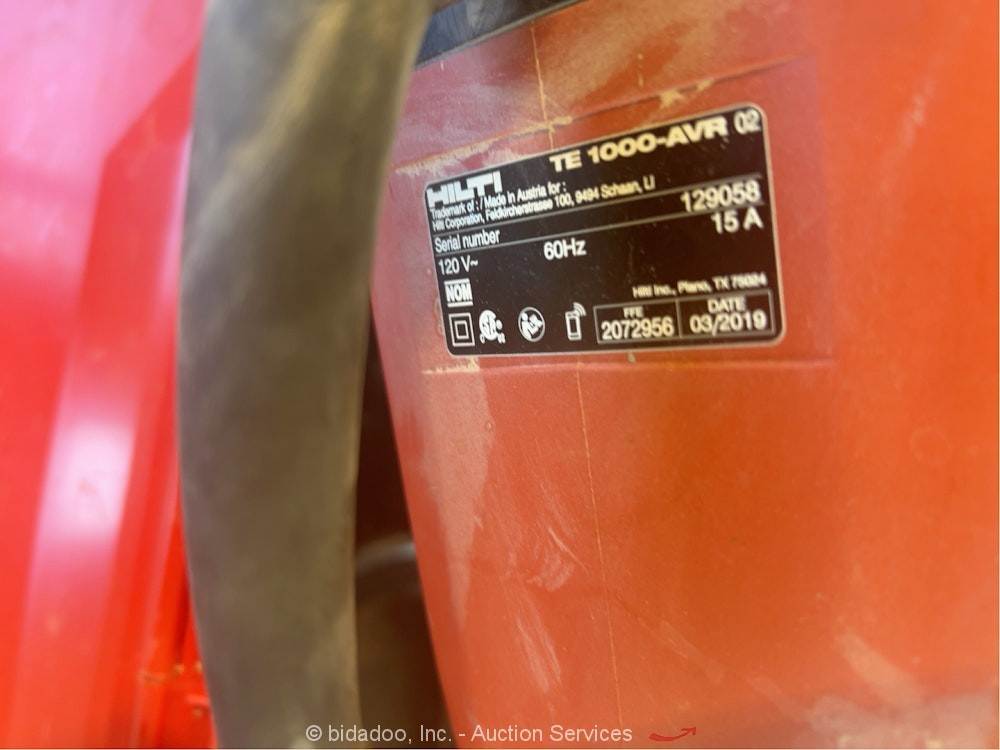 TE 1000-AVR 02
HILTI
Trademark of : / Made in Austria for :
Hilti Corporation, Feldkircherstrasse 100, 9494 Schaan, LI
Serial number 129058
120 V~ 60Hz 15 A
NOM
Hilti Inc., Plano, TX 75024
FFE DATE
2072956 03/2019
© bidadoo, Inc. - Auction Services